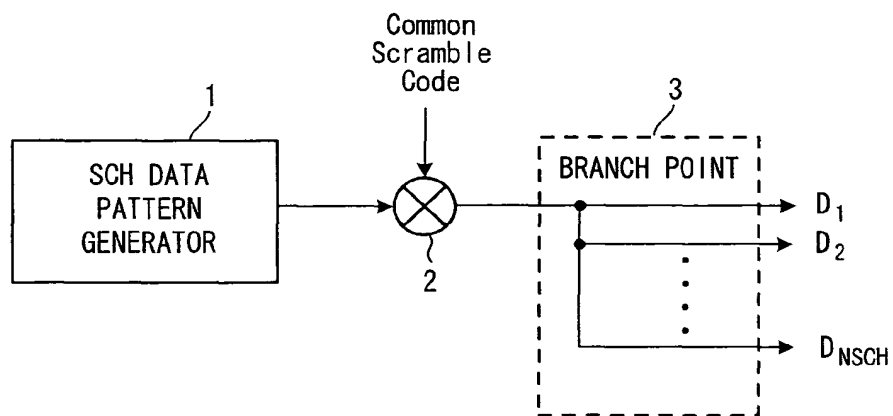 Common
Scramble
Code
1
3
SCH DATA
PATTERN
GENERATOR
BRANCH POINT
D1
D2
2
DNSCH